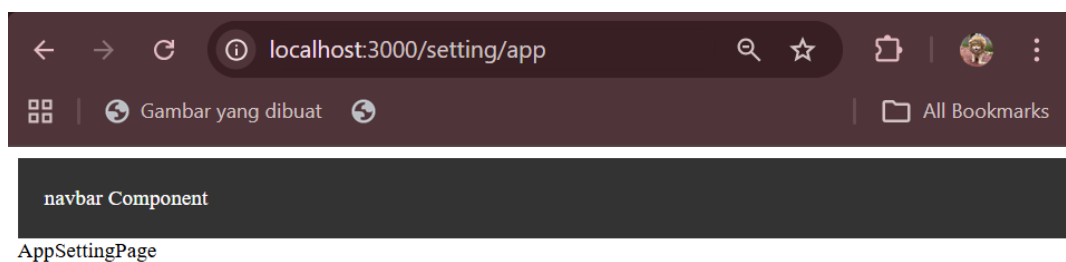 localhost:3000/setting/app
Gambar yang dibuat
All Bookmarks
navbar Component
AppSettingPage